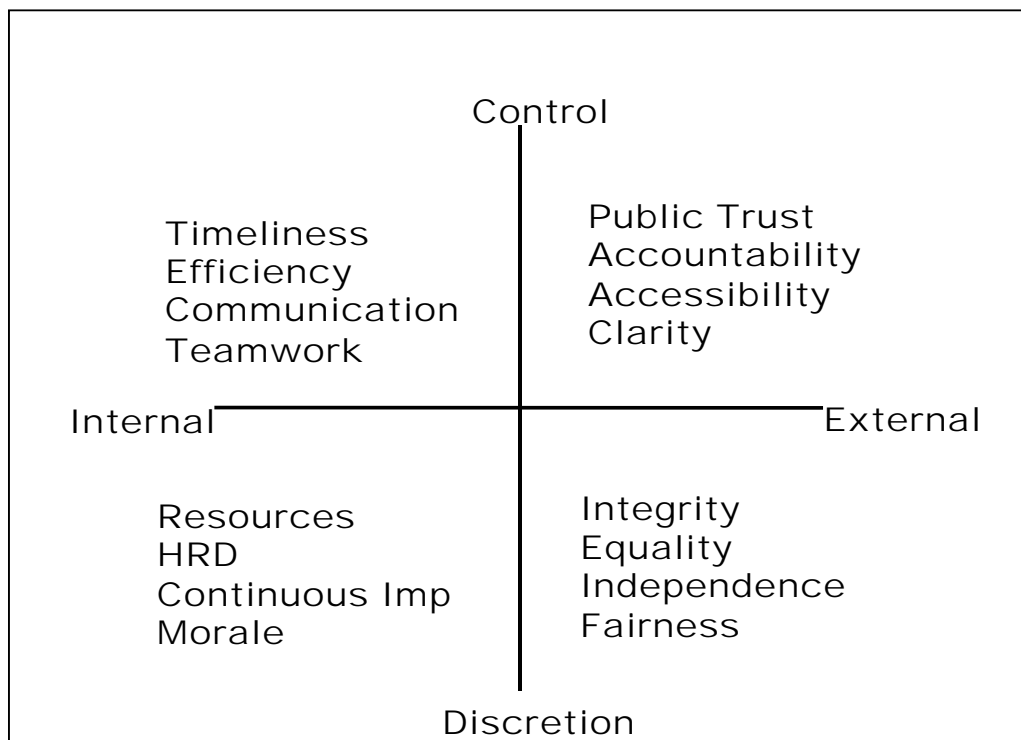 Control
Timeliness
Efficiency
Communication
Teamwork
Public Trust
Accountability
Accessibility
Clarity
Internal
External
Resources
HRD
Continuous Imp
Morale
Integrity
Equality
Independence
Fairness
Discretion